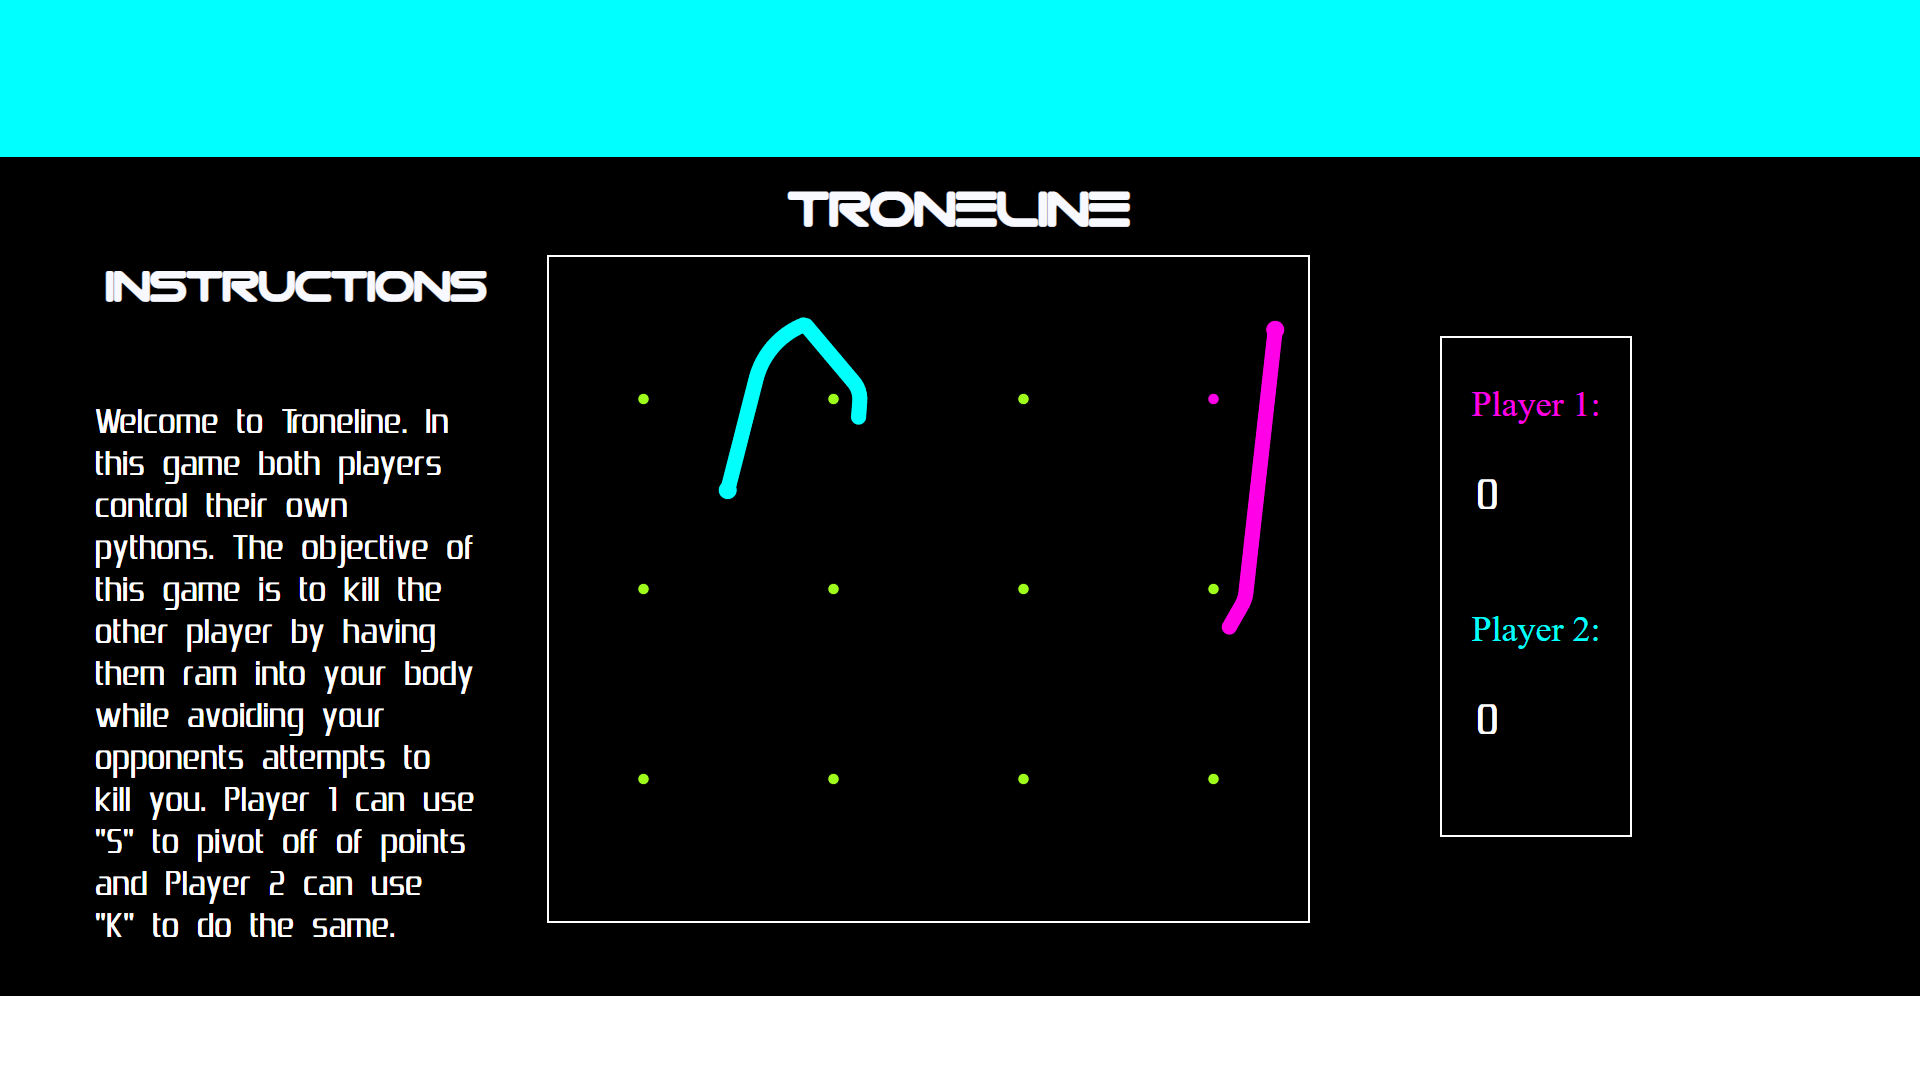 TRONELINE
INSTRUCTIONS
Welcome to Troneline. In
this game both players
control their own
pythons. The objective of
this game is to kill the
other player by having
them ram into your body
while avoiding your
opponents attempts to
kill you. Player 1 can use
"S" to pivot off of points
and Player 2 can use
"K" to do the same.
Player 1:
0
Player 2:
0